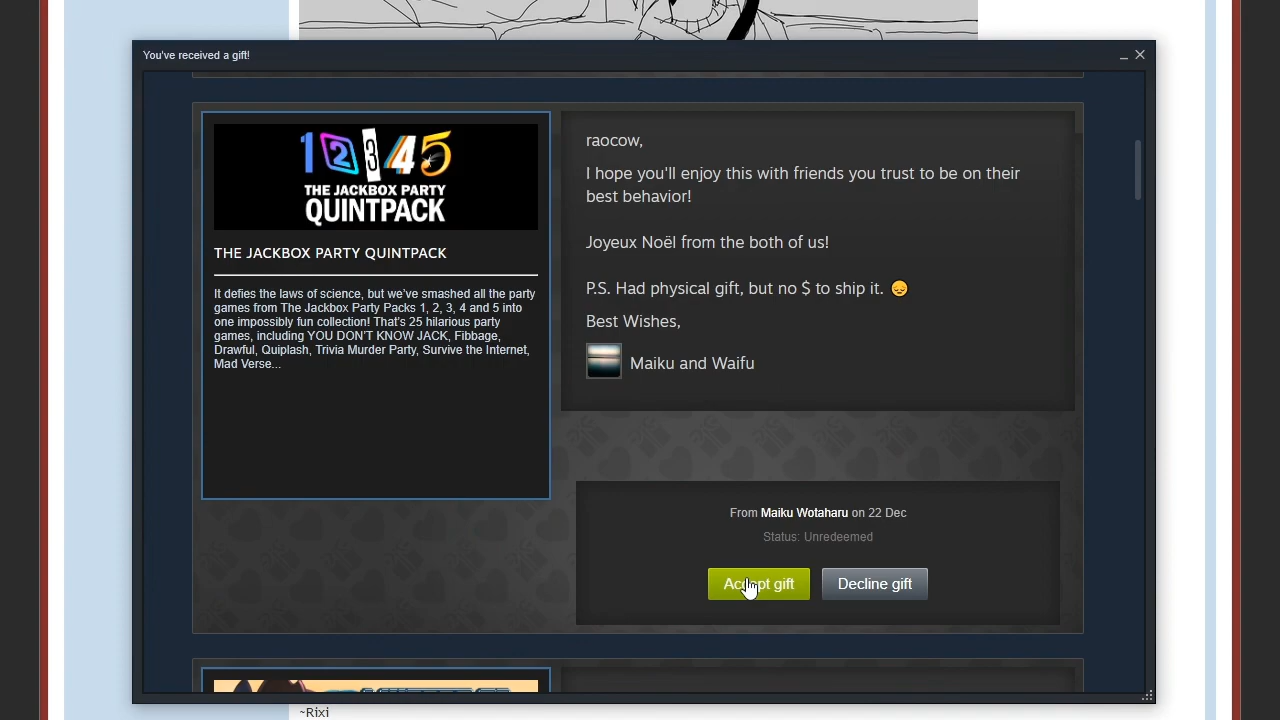 You've received a gift!
1 2 3 4 5
THE JACKBOX PARTY
QUINTPACK
THE JACKBOX PARTY QUINTPACK
It defies the laws of science, but we've smashed all the party
games from The Jackbox Party Packs 1, 2, 3, 4 and 5 into
one impossibly fun collection! That's 25 hilarious party
games, including YOU DON'T KNOW JACK, Fibbage,
Drawful, Quiplash, Trivia Murder Party, Survive the Internet,
Mad Verse...
raocow,
I hope you'll enjoy this with friends you trust to be on their
best behavior!
Joyeux Noël from the both of us!
P.S. Had physical gift, but no $ to ship it. 😔
Best Wishes,
Maiku and Waifu
From Maiku Wotaharu on 22 Dec
Status: Unredeemed
Accept gift
Decline gift
~Rixi